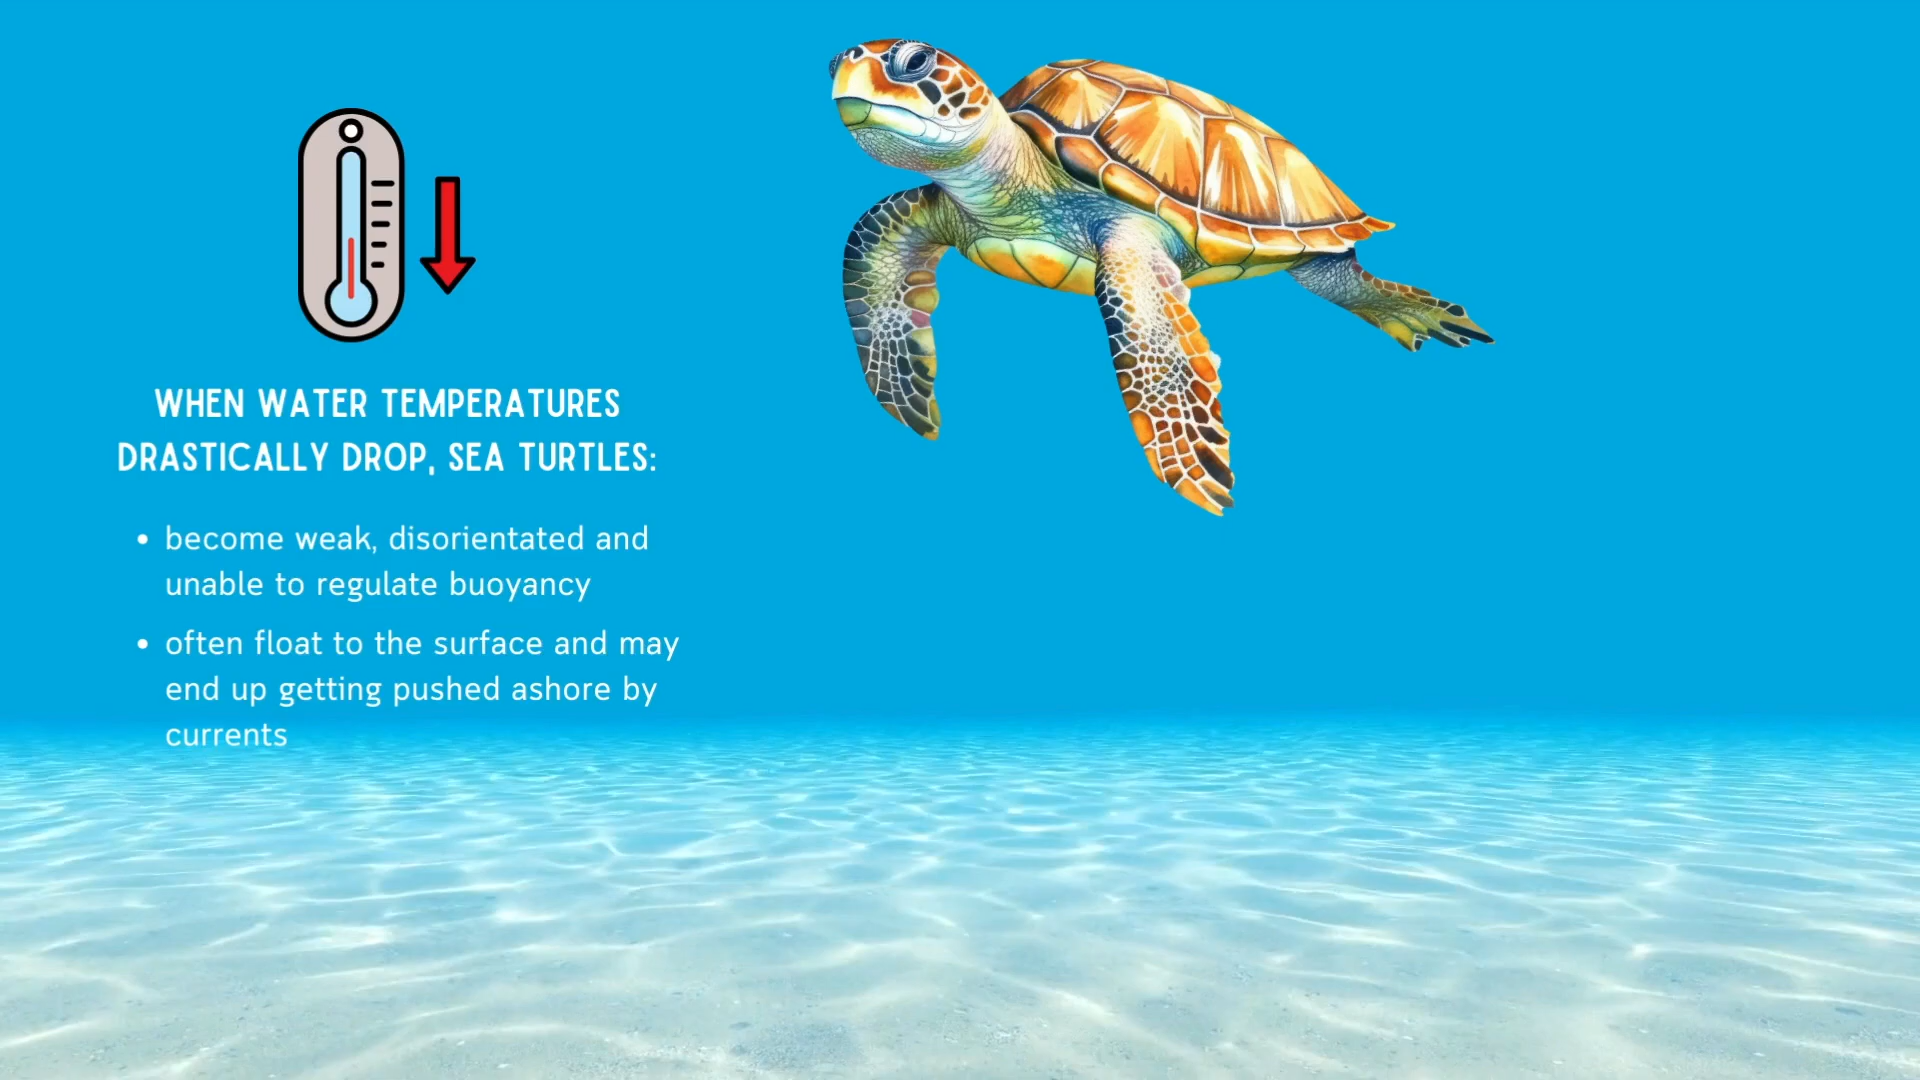 WHEN WATER TEMPERATURES
DRASTICALLY DROP, SEA TURTLES:
• become weak, disorientated and
unable to regulate buoyancy
• often float to the surface and may
end up getting pushed ashore by
currents